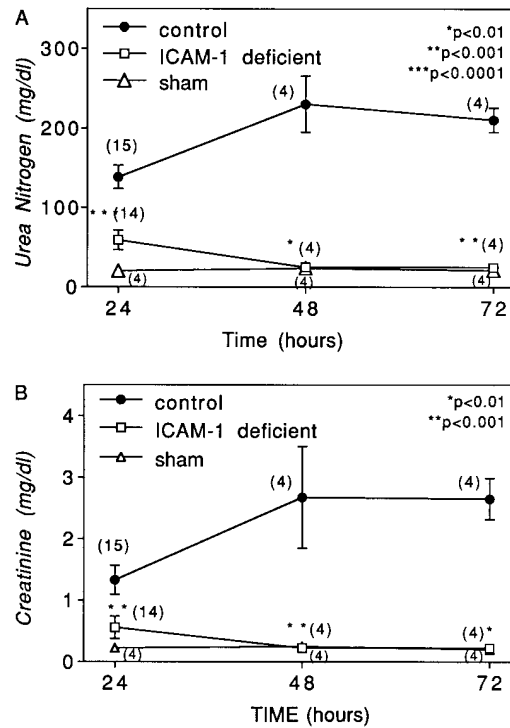 A
control
ICAM-1 deficient
sham
*p<0.01
**p<0.001
***p<0.0001
300
200
100
0
Urea Nitrogen (mg/dl)
(15)
(4)
(4)
(14)
* (4)
* * (4)
(4)
(4)
(4)
24
48
72
Time (hours)
B
control
ICAM-1 deficient
sham
*p<0.01
**p<0.001
4
3
2
1
0
Creatinine (mg/dl)
(15)
(4)
(4)
* * (14)
* * (4)
(4) *
(4)
(4)
(4)
24
48
72
TIME (hours)